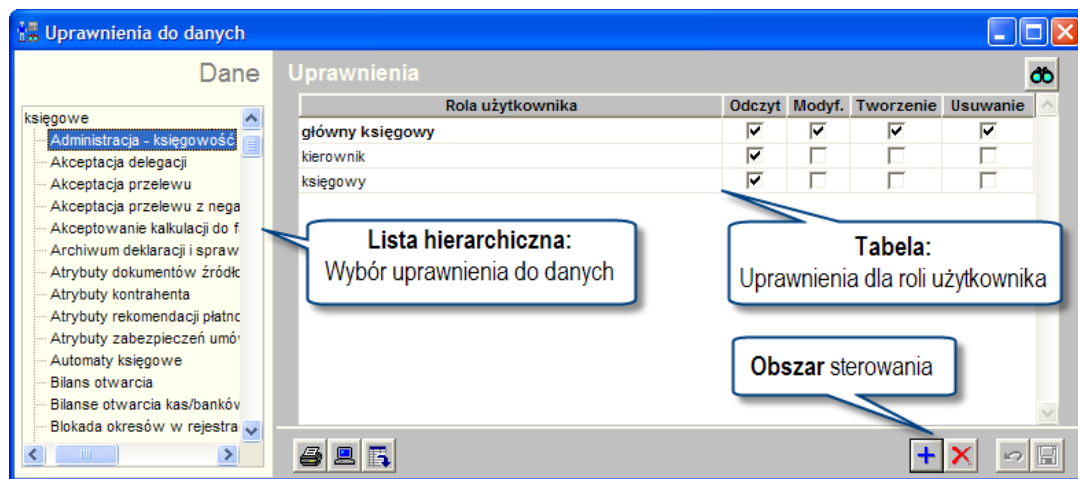 Uprawnienia do danych
Dane
księgowe
Administracja - księgowość
Akceptacja delegacji
Akceptacja przelewu
Akceptacja przelewu z nega
Akceptowanie kalkulacji do f
Archiwum deklaracji i spraw
Atrybuty dokumentów źródło
Atrybuty kontrahenta
Atrybuty rekomendacji płatno
Atrybuty zabezpieczeń umów
Automaty księgowe
Bilans otwarcia
Bilanse otwarcia kas/banków
Blokada okresów w rejestra
Uprawnienia
Rola użytkownika Odczyt Modyf. Tworzenie Usuwanie
główny księgowy
kierownik
księgowy
Lista hierarchiczna:
Wybór uprawnienia do danych
Tabela:
Uprawnienia dla roli użytkownika
Obszar sterowania